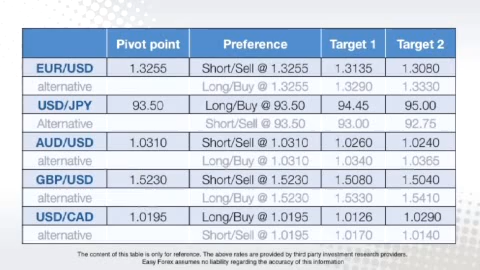 Pivot point Preference Target 1 Target 2
EUR/USD 1.3255 Short/Sell @ 1.3255 1.3135 1.3080
alternative Long/Buy @ 1.3255 1.3290 1.3330
USD/JPY 93.50 Long/Buy @ 93.50 94.45 95.00
Alternative Short/Sell @ 93.50 93.00 92.75
AUD/USD 1.0310 Short/Sell @ 1.0310 1.0260 1.0240
alternative Long/Buy @ 1.0310 1.0340 1.0365
GBP/USD 1.5230 Short/Sell @ 1.5230 1.5080 1.5040
alternative Long/Buy @ 1.5230 1.5330 1.5410
USD/CAD 1.0195 Long/Buy @ 1.0195 1.0126 1.0290
alternative Short/Sell @ 1.0195 1.0170 1.0140
The content of this table is only for reference. The above rates are provided by third party investment research providers.
Easy Forex assumes no liability regarding the accuracy of this information